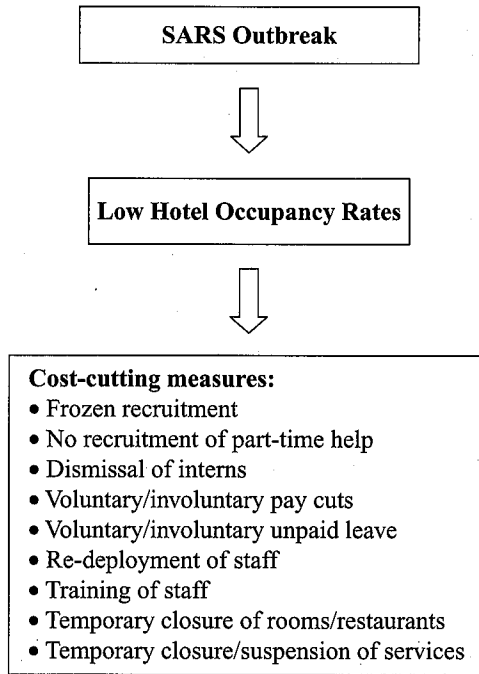 SARS Outbreak
Low Hotel Occupancy Rates
Cost-cutting measures:
• Frozen recruitment
• No recruitment of part-time help
• Dismissal of interns
• Voluntary/involuntary pay cuts
• Voluntary/involuntary unpaid leave
• Re-deployment of staff
• Training of staff
• Temporary closure of rooms/restaurants
• Temporary closure/suspension of services